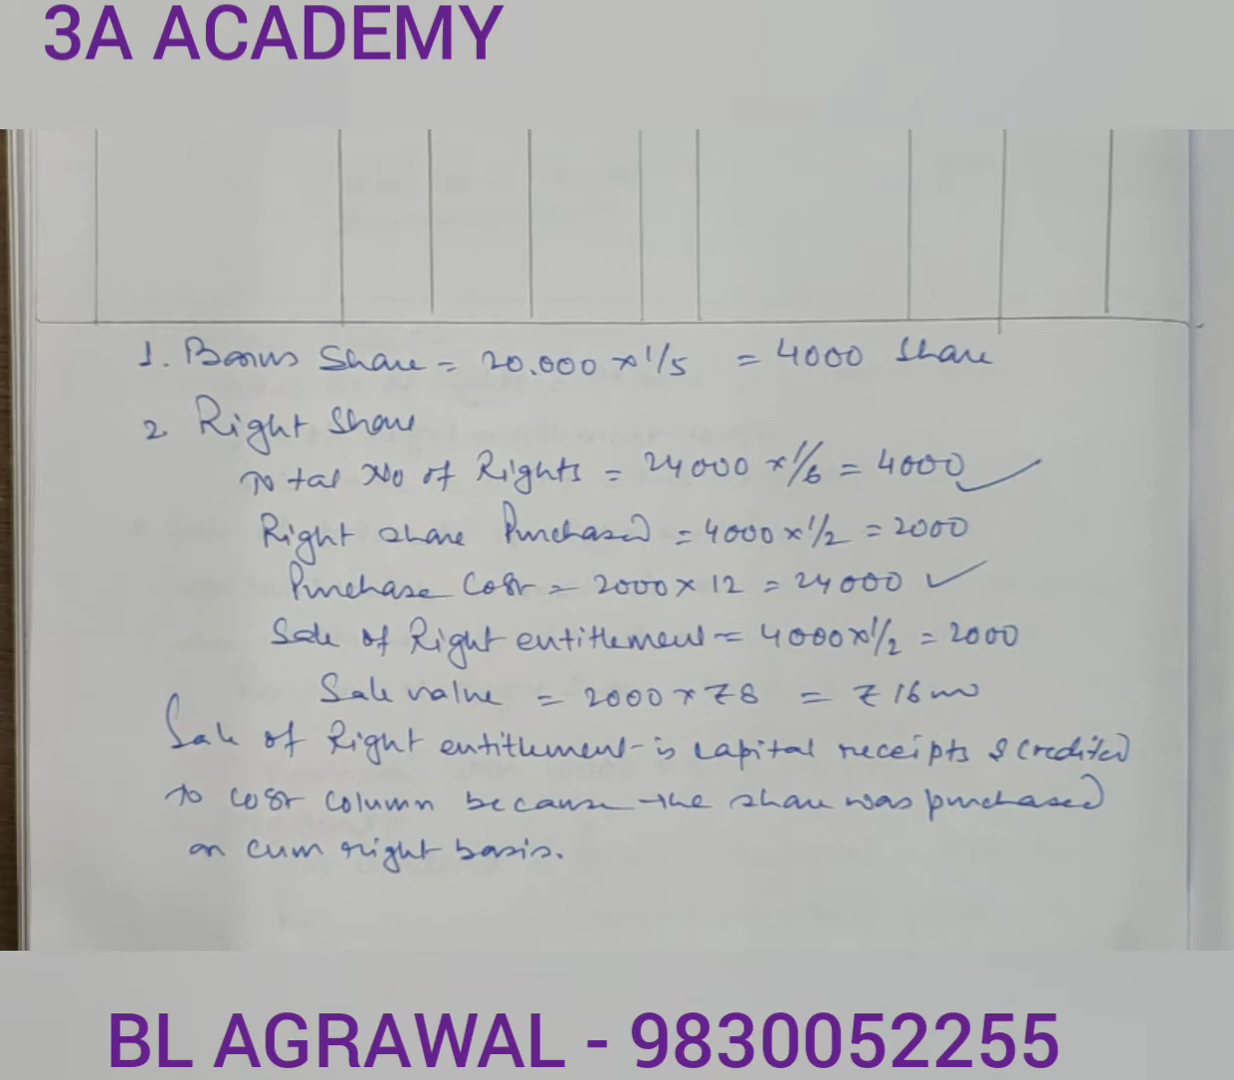 3A ACADEMY
1. Bonus Share = 20.000 x 1/5 = 4000 Share
2 Right Share
Total No of Rights = 24000 x 1/6 = 4000 ✓
Right share Purchased = 4000 x 1/2 = 2000
Purchase Cost = 2000 x 12 = 24000 ✓
Sale of Right entitlement = 4000 x 1/2 = 2000
Sale value = 2000 x ₹8 = ₹16000
Sale of Right entitlement is capital receipts & credited
to cost column because the share was purchased
on cum right basis.
BL AGRAWAL - 9830052255